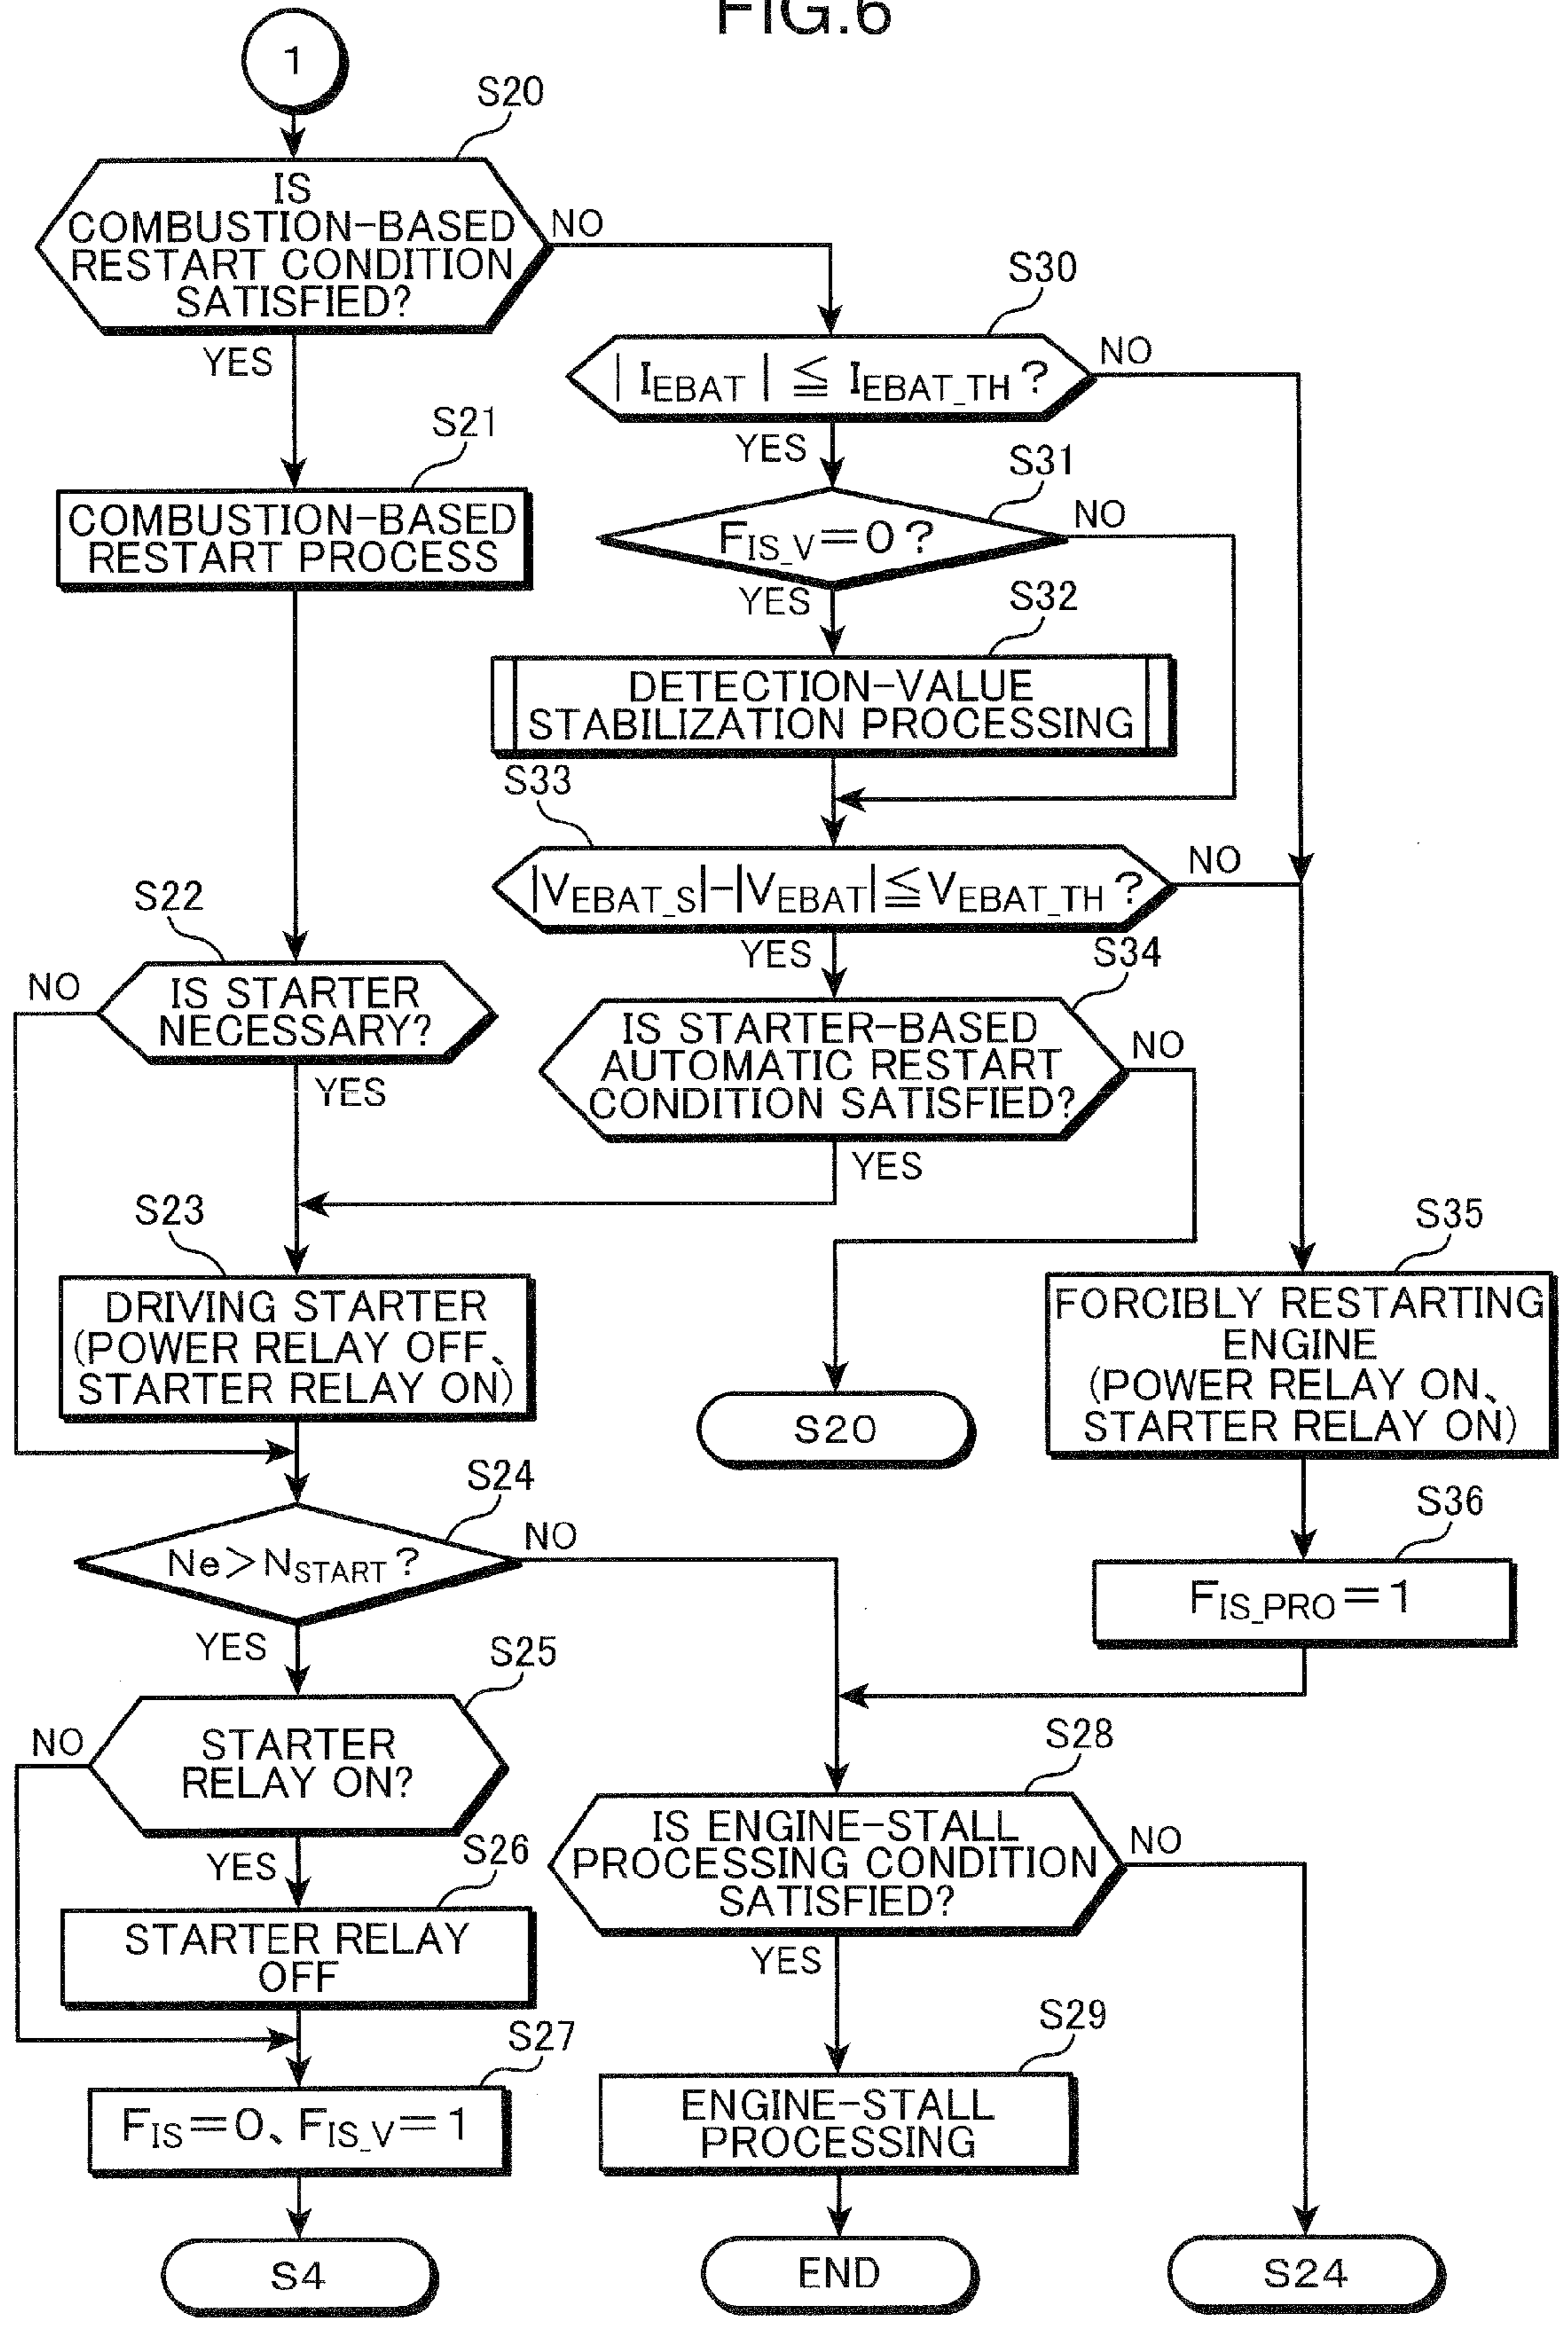 FIG.6
1
S20
IS
COMBUSTION-BASED
RESTART CONDITION
SATISFIED?
NO
YES
S30
| IEBAT | ≦ IEBAT_TH ?
NO
YES
S21
COMBUSTION-BASED
RESTART PROCESS
S31
FIS_V=0?
NO
YES
S32
DETECTION-VALUE
STABILIZATION PROCESSING
S33
|VEBAT_S|-|VEBAT|≦VEBAT_TH ?
NO
YES
S22
IS STARTER
NECESSARY?
NO
YES
S34
IS STARTER-BASED
AUTOMATIC RESTART
CONDITION SATISFIED?
NO
YES
S23
DRIVING STARTER
(POWER RELAY OFF、
STARTER RELAY ON)
S20
S35
FORCIBLY RESTARTING
ENGINE
(POWER RELAY ON、
STARTER RELAY ON)
S24
Ne>NSTART?
NO
YES
S36
FIS_PRO=1
S25
STARTER
RELAY ON?
NO
YES
S26
STARTER RELAY
OFF
S28
IS ENGINE-STALL
PROCESSING CONDITION
SATISFIED?
NO
YES
S27
FIS=0、FIS_V=1
S29
ENGINE-STALL
PROCESSING
S4
END
S24